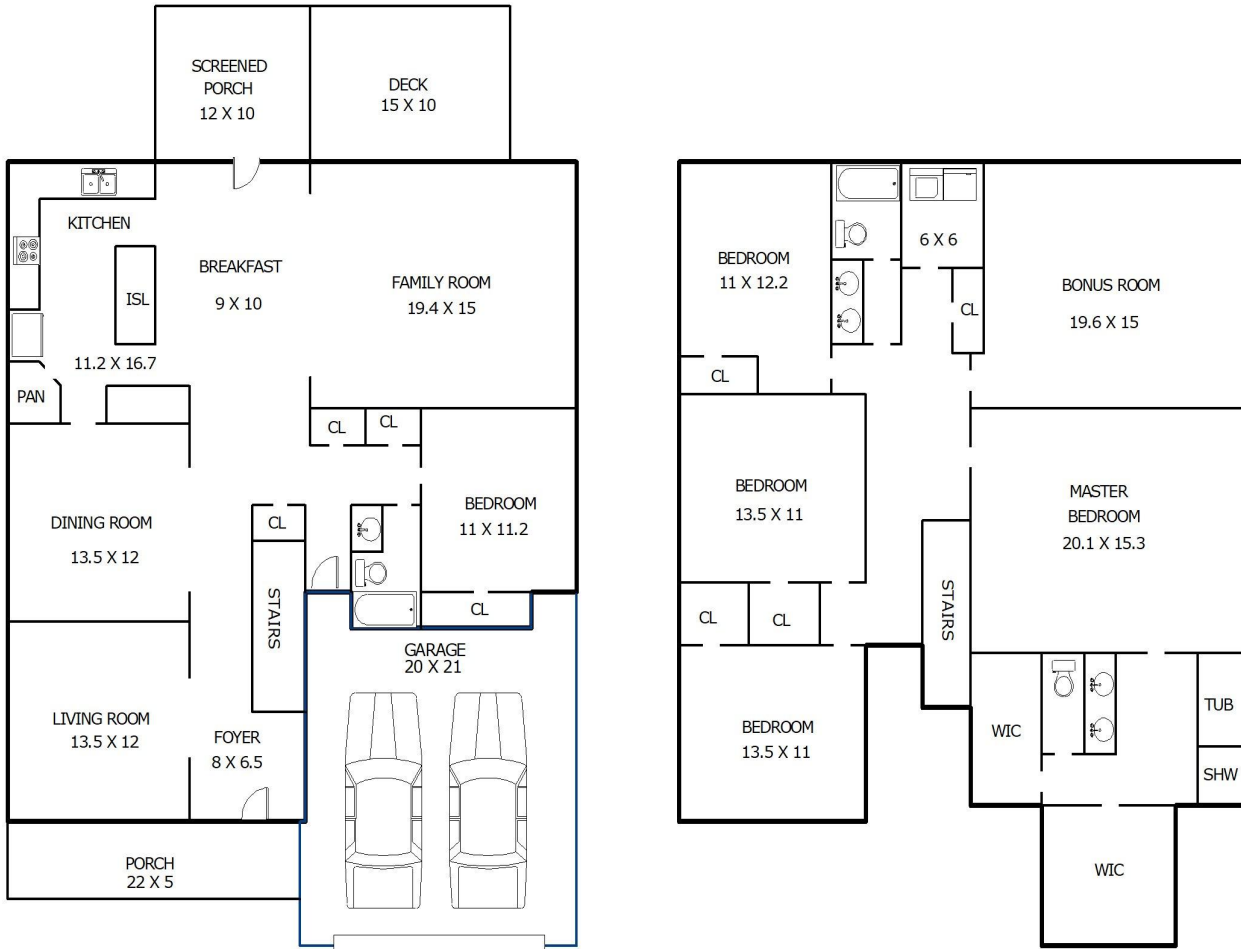 SCREENED
PORCH
12 X 10
DECK
15 X 10
KITCHEN
ISL
11.2 X 16.7
PAN
BREAKFAST
9 X 10
FAMILY ROOM
19.4 X 15
CL
CL
DINING ROOM
13.5 X 12
CL
STAIRS
BEDROOM
11 X 11.2
CL
GARAGE
20 X 21
LIVING ROOM
13.5 X 12
FOYER
8 X 6.5
PORCH
22 X 5
BEDROOM
11 X 12.2
CL
6 X 6
CL
BONUS ROOM
19.6 X 15
BEDROOM
13.5 X 11
MASTER
BEDROOM
20.1 X 15.3
STAIRS
CL
CL
BEDROOM
13.5 X 11
WIC
TUB
SHW
WIC